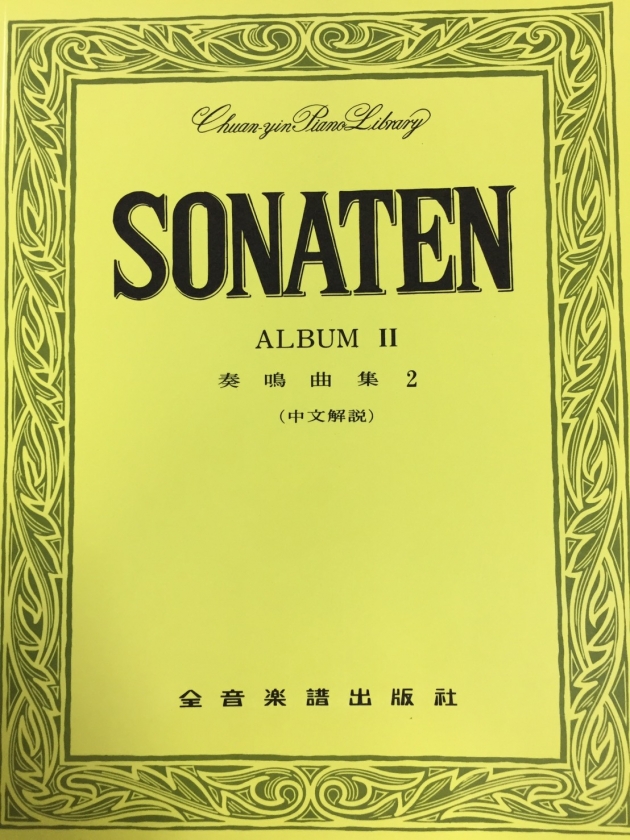 Chuan-yin Piano Library
SONATEN
ALBUM II
奏鳴曲集 2
(中文解説)
全音楽譜出版社